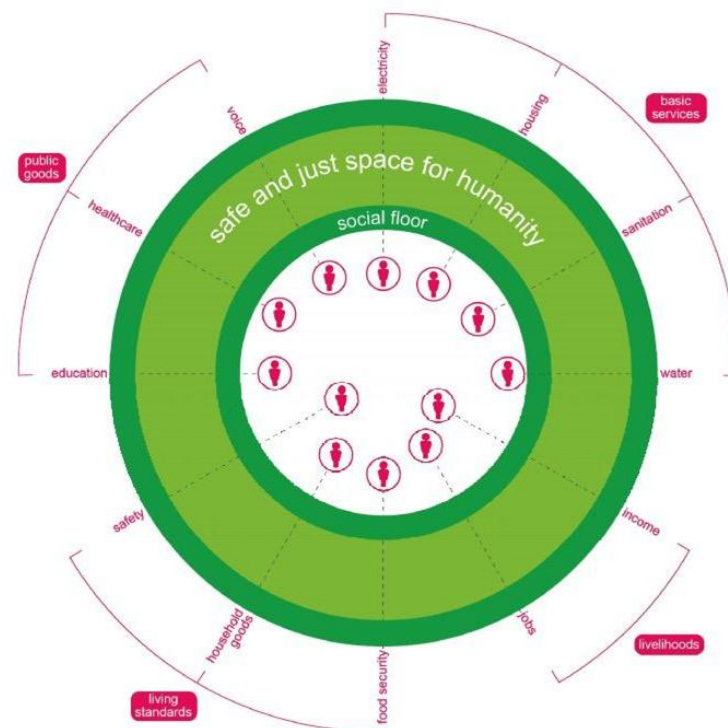 electricity
housing
basic
services
sanitation
water
income
livelihoods
jobs
food security
household
goods
living
standards
safety
education
healthcare
public
goods
voice
safe and just space for humanity
social floor